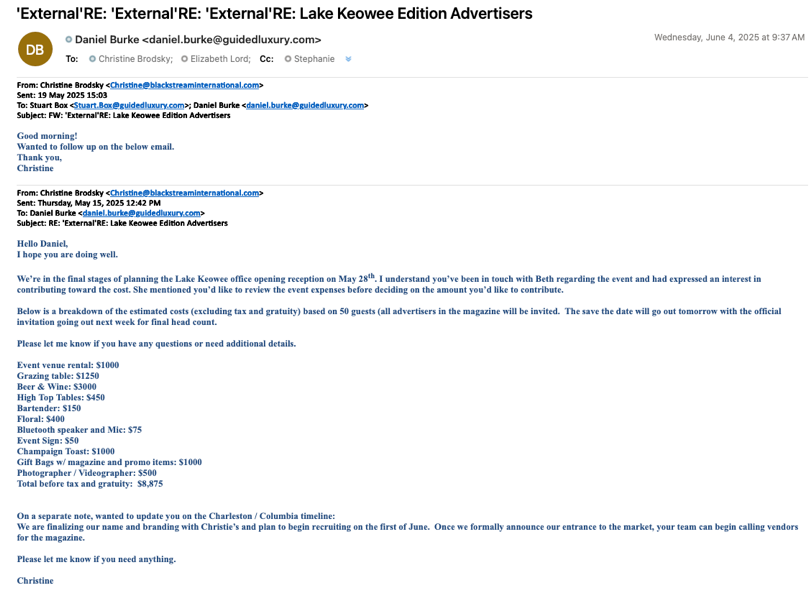 'External'RE: 'External'RE: 'External'RE: Lake Keowee Edition Advertisers
DB
Daniel Burke <daniel.burke@guidedluxury.com>
Wednesday, June 4, 2025 at 9:37 AM
To: Christine Brodsky; Elizabeth Lord; Cc: Stephanie
From: Christine Brodsky <Christine@blackstreaminternational.com>
Sent: 19 May 2025 15:03
To: Stuart Box <Stuart.Box@guidedluxury.com>; Daniel Burke <daniel.burke@guidedluxury.com>
Subject: FW: 'External'RE: Lake Keowee Edition Advertisers
Good morning!
Wanted to follow up on the below email.
Thank you,
Christine
From: Christine Brodsky <Christine@blackstreaminternational.com>
Sent: Thursday, May 15, 2025 12:42 PM
To: Daniel Burke <daniel.burke@guidedluxury.com>
Subject: RE: 'External'RE: Lake Keowee Edition Advertisers
Hello Daniel,
I hope you are doing well.
We're in the final stages of planning the Lake Keowee office opening reception on May 28th. I understand you've been in touch with Beth regarding the event and had expressed an interest in
contributing toward the cost. She mentioned you'd like to review the event expenses before deciding on the amount you'd like to contribute.
Below is a breakdown of the estimated costs (excluding tax and gratuity) based on 50 guests (all advertisers in the magazine will be invited. The save the date will go out tomorrow with the official
invitation going out next week for final head count.
Please let me know if you have any questions or need additional details.
Event venue rental: $1000
Grazing table: $1250
Beer & Wine: $3000
High Top Tables: $450
Bartender: $150
Floral: $400
Bluetooth speaker and Mic: $75
Event Sign: $50
Champaign Toast: $1000
Gift Bags w/ magazine and promo items: $1000
Photographer / Videographer: $500
Total before tax and gratuity: $8,875
On a separate note, wanted to update you on the Charleston / Columbia timeline:
We are finalizing our name and branding with Christie's and plan to begin recruiting on the first of June. Once we formally announce our entrance to the market, your team can begin calling vendors
for the magazine.
Please let me know if you need anything.
Christine